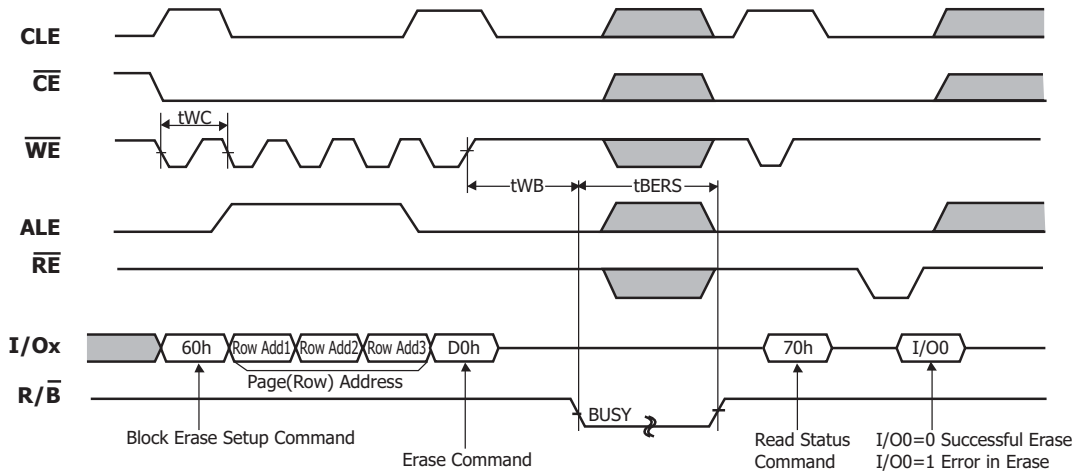 CLE
CE
tWC
WE
tWB
tBERS
ALE
RE
I/Ox
60h
Row Add1
Row Add2
Row Add3
D0h
70h
I/O0
Page(Row) Address
R/B
BUSY
Block Erase Setup Command
Erase Command
Read Status
Command
I/O0=0 Successful Erase
I/O0=1 Error in Erase